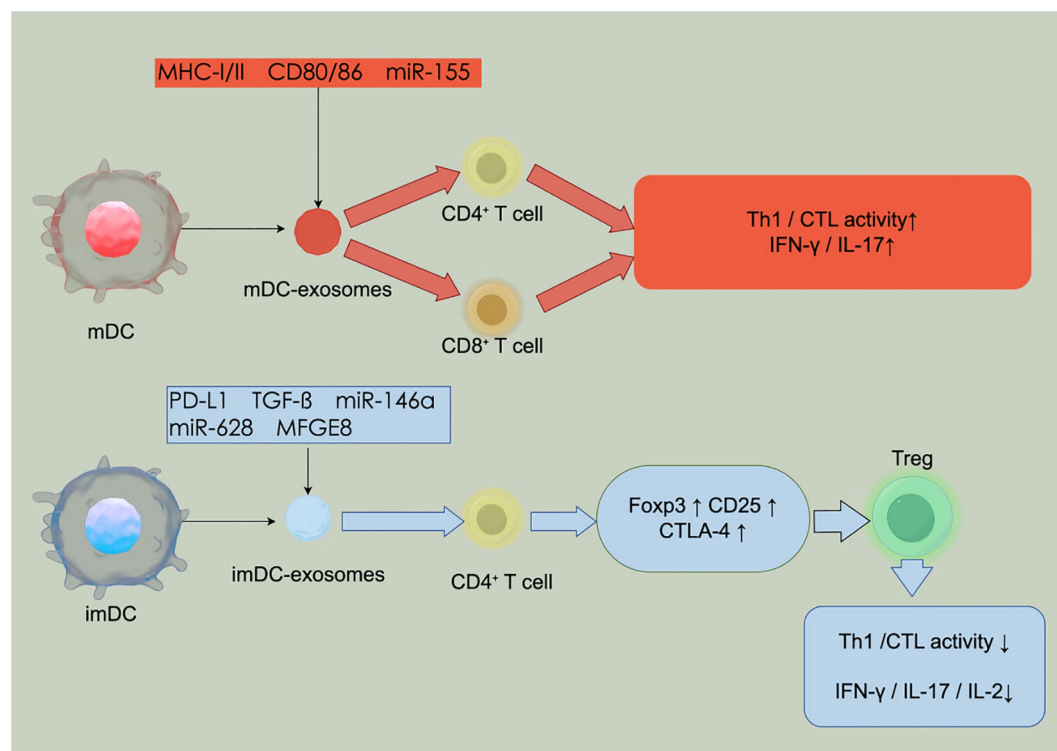 MHC-I/II CD80/86 miR-155
CD4⁺ T cell
Th1 / CTL activity↑
IFN-γ / IL-17↑
mDC-exosomes
mDC
CD8⁺ T cell
PD-L1 TGF-ß miR-146a
miR-628 MFGE8
Treg
Foxp3 ↑ CD25 ↑
CTLA-4 ↑
imDC-exosomes
CD4⁺ T cell
imDC
Th1 /CTL activity ↓
IFN-γ / IL-17 / IL-2↓